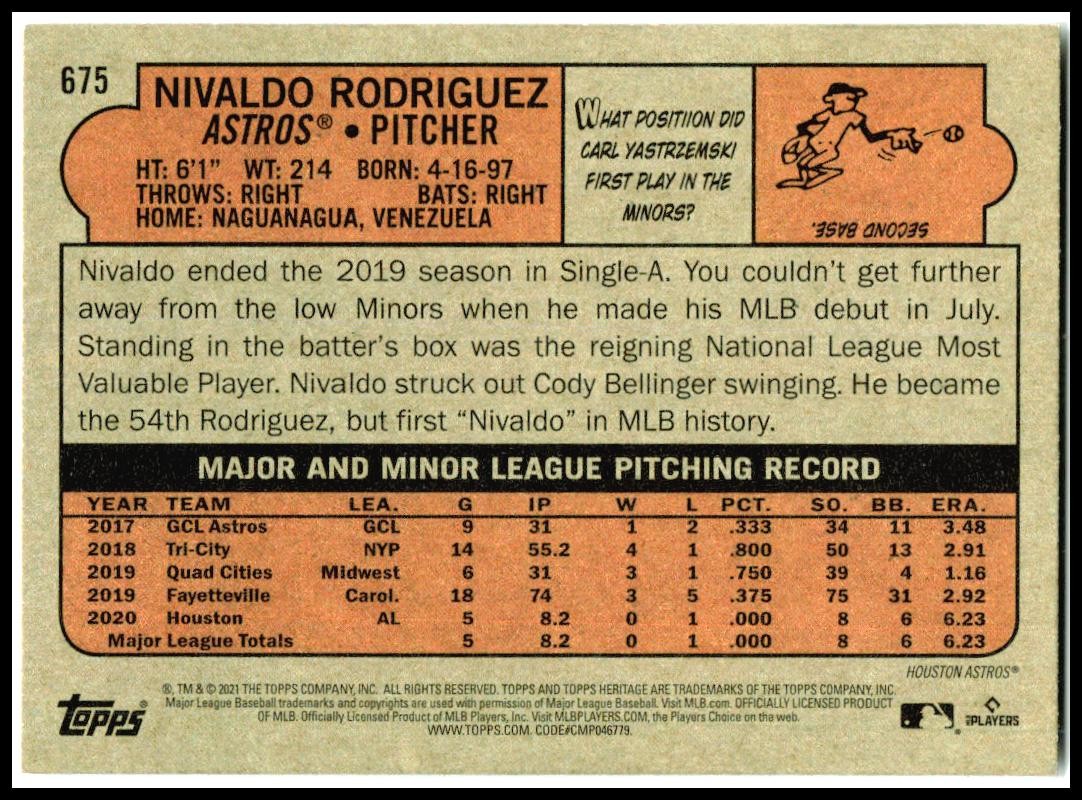 675
NIVALDO RODRIGUEZ
ASTROS® • PITCHER
HT: 6'1" WT: 214 BORN: 4-16-97
THROWS: RIGHT BATS: RIGHT
HOME: NAGUANAGUA, VENEZUELA
WHAT POSITIION DID
CARL YASTRZEMSKI
FIRST PLAY IN THE
MINORS?
SECOND BASE.
Nivaldo ended the 2019 season in Single-A. You couldn't get further
away from the low Minors when he made his MLB debut in July.
Standing in the batter's box was the reigning National League Most
Valuable Player. Nivaldo struck out Cody Bellinger swinging. He became
the 54th Rodriguez, but first "Nivaldo" in MLB history.
MAJOR AND MINOR LEAGUE PITCHING RECORD
YEAR TEAM LEA. G IP W L PCT. SO. BB. ERA.
2017 GCL Astros GCL 9 31 1 2 .333 34 11 3.48
2018 Tri-City NYP 14 55.2 4 1 .800 50 13 2.91
2019 Quad Cities Midwest 6 31 3 1 .750 39 4 1.16
2019 Fayetteville Carol. 18 74 3 5 .375 75 31 2.92
2020 Houston AL 5 8.2 0 1 .000 8 6 6.23
Major League Totals 5 8.2 0 1 .000 8 6 6.23
HOUSTON ASTROS®
®, TM & © 2021 THE TOPPS COMPANY, INC. ALL RIGHTS RESERVED. TOPPS AND TOPPS HERITAGE ARE TRADEMARKS OF THE TOPPS COMPANY, INC.
Major League Baseball trademarks and copyrights are used with permission of Major League Baseball. Visit MLB.com. OFFICIALLY LICENSED PRODUCT
OF MLB. Officially Licensed Product of MLB Players, Inc. Visit MLBPLAYERS.COM, the Players Choice on the web.
WWW.TOPPS.COM. CODE#CMP046779.
Topps®
MLB PLAYERS